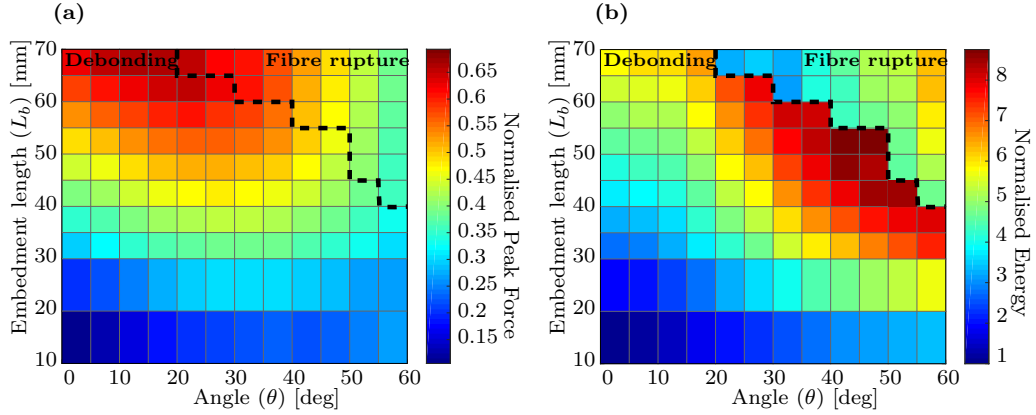 (a)
(b)
Debonding
Fibre rupture
70
60
50
40
30
20
10
0 10 20 30 40 50 60
Embedment length (L_b) [mm]
Angle (θ) [deg]
0.65
0.6
0.55
0.5
0.45
0.4
0.35
0.3
0.25
0.2
0.15
Normalised Peak Force
Debonding
Fibre rupture
70
60
50
40
30
20
10
0 10 20 30 40 50 60
Embedment length (L_b) [mm]
Angle (θ) [deg]
8
7
6
5
4
3
2
1
Normalised Energy